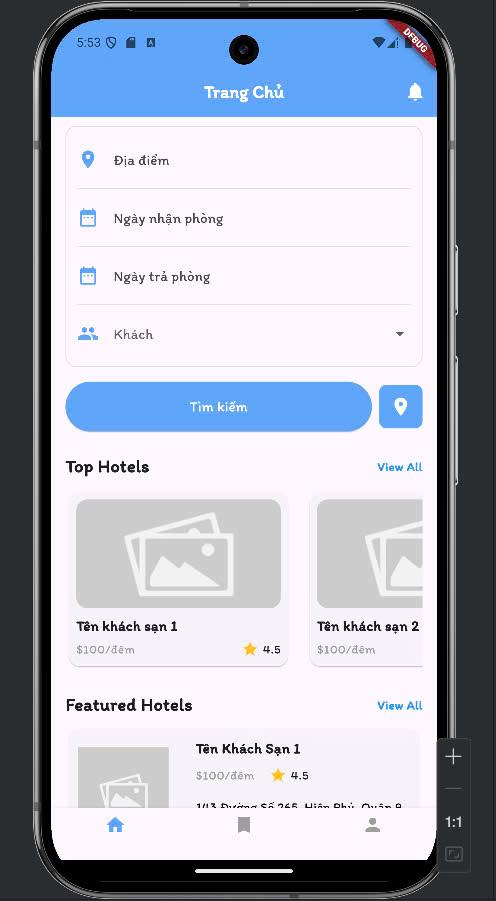 5:53
DEBUG
Trang Chủ
Địa điểm
Ngày nhận phòng
Ngày trả phòng
Khách
Tìm kiếm
Top Hotels
View All
Tên khách sạn 1
$100/đêm
4.5
Tên khách sạn 2
$100/đêm
Featured Hotels
View All
Tên Khách Sạn 1
$100/đêm
4.5
1/13 Đường Số 265, Hiệp Phú, Quận 9
1:1